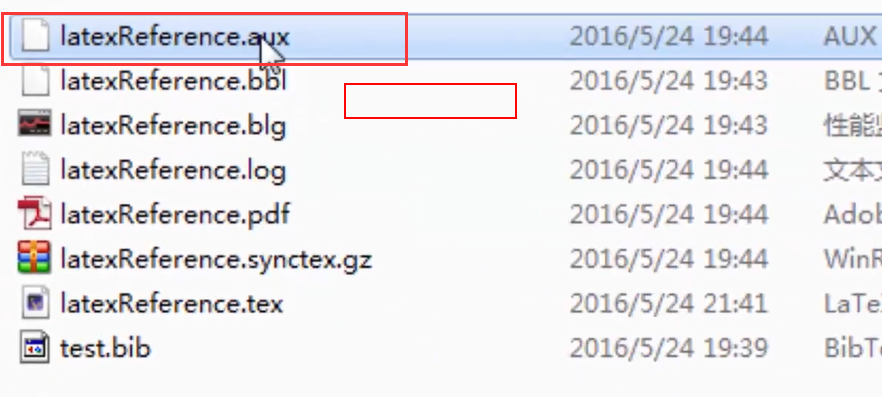 latexReference.aux 2016/5/24 19:44 AUX
latexReference.bbl 2016/5/24 19:43 BBL
latexReference.blg 2016/5/24 19:43 性能
latexReference.log 2016/5/24 19:44 文本
latexReference.pdf 2016/5/24 19:44 Adob
latexReference.synctex.gz 2016/5/24 19:44 WinR
latexReference.tex 2016/5/24 21:41 LaTe
test.bib 2016/5/24 19:39 BibT